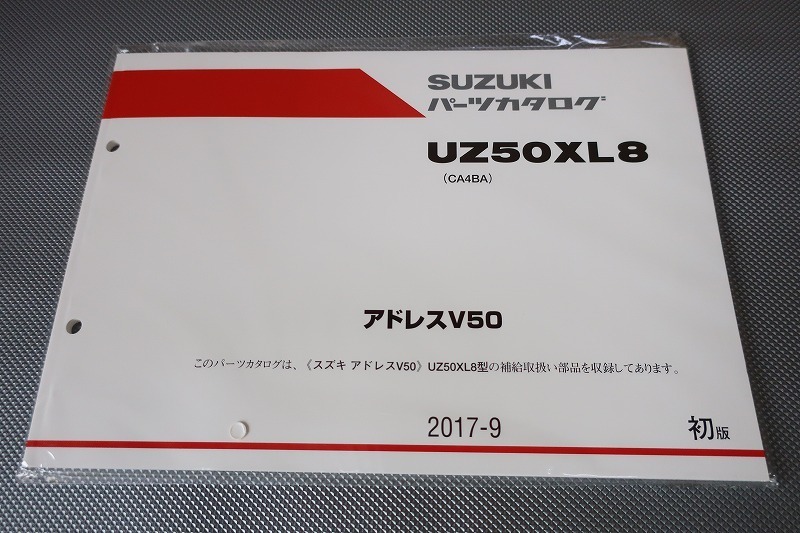 SUZUKI
パーツカタログ
UZ50XL8
(CA4BA)
アドレスV50
このパーツカタログは、《スズキ アドレスV50》UZ50XL8型の補給取扱い部品を収録してあります。
2017-9 初版